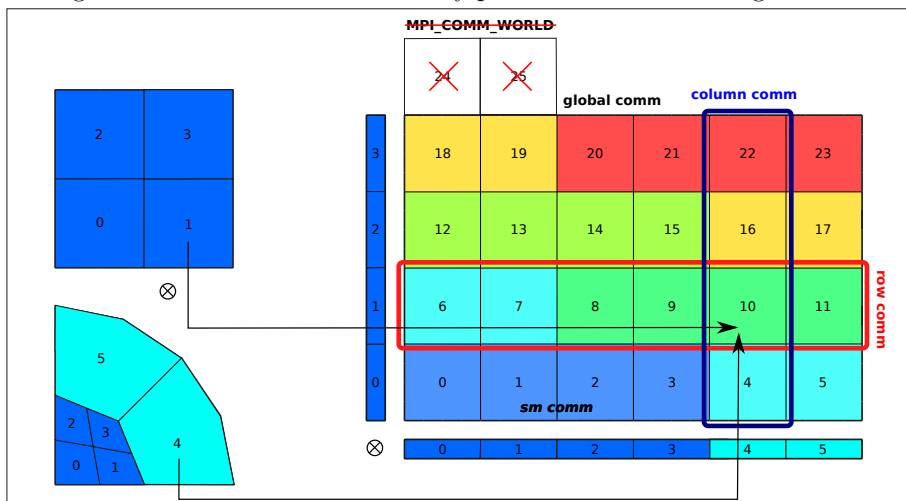 MPI_COMM_WORLD
24 25
global comm
column comm
2 3
0 1
3
2
1
0
18 19 20 21 22 23
12 13 14 15 16 17
6 7 8 9 10 11
0 1 2 3 4 5
row comm
sm comm
5
2 3
0 1
4
0 1 2 3 4 5